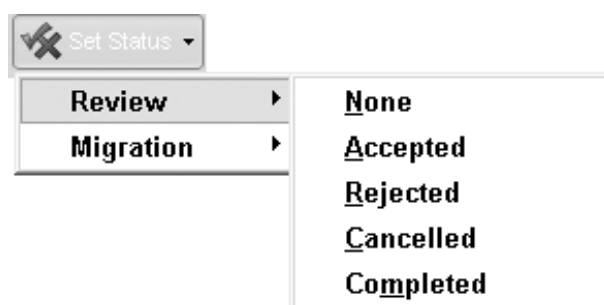 Set Status
Review
Migration
None
Accepted
Rejected
Cancelled
Completed